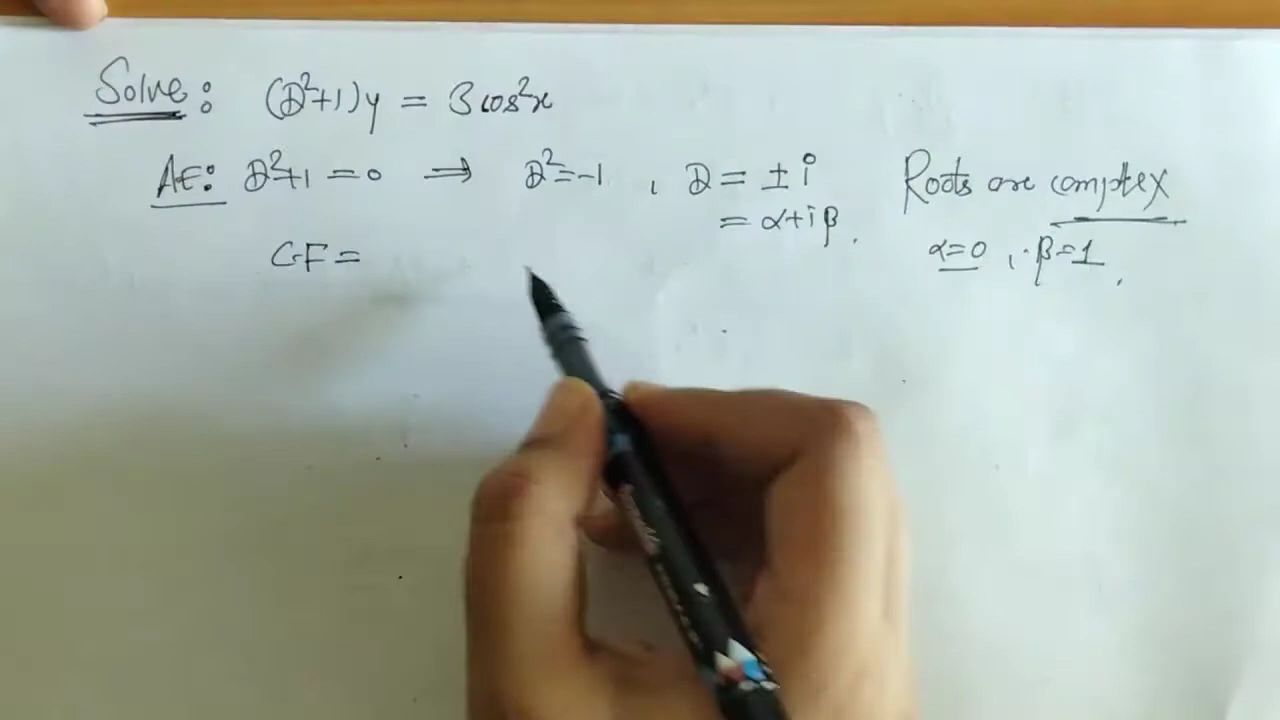 Solve: (D²+1)y = 3cos²x
AE: D²+1 = 0 ⇒ D²=-1 , D = ±i Roots are complex
= α+iβ. α=0 , β=1.
CF =